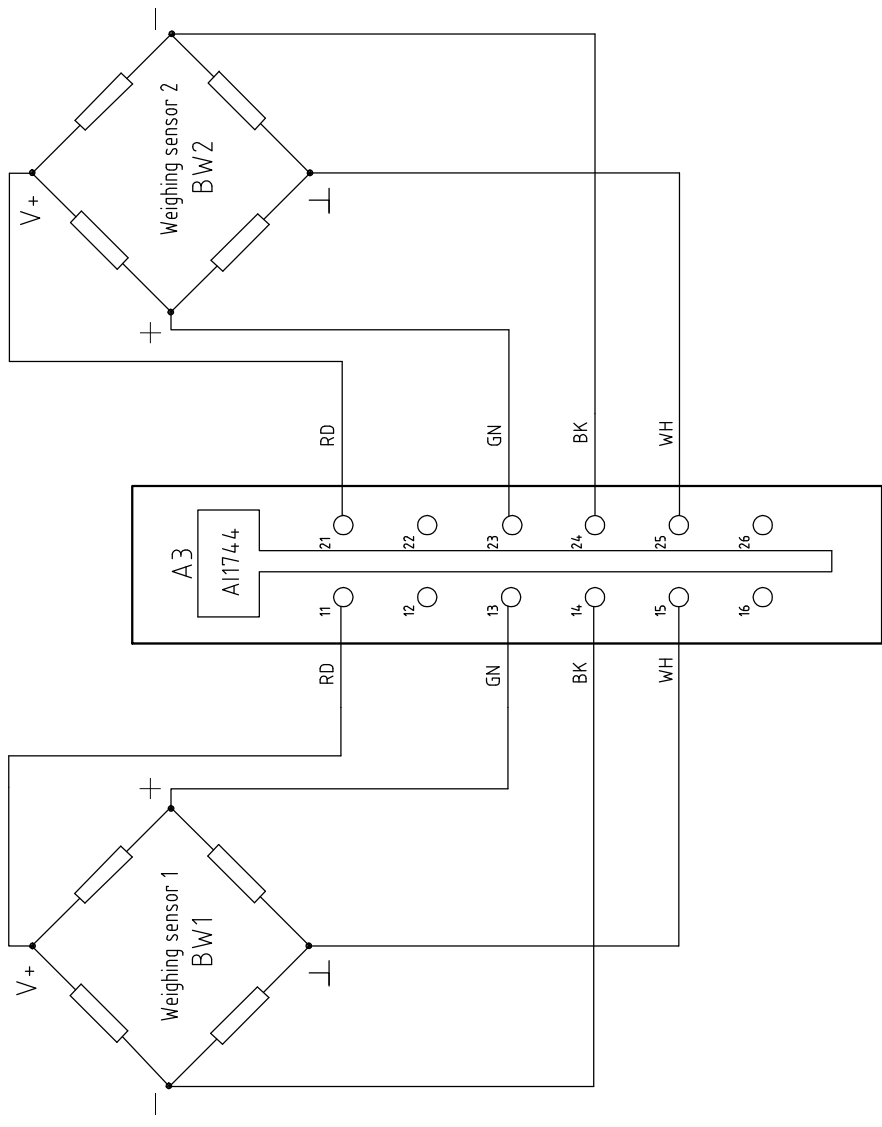 V+
−
Weighing sensor 2
BW2
⊥
+
RD
GN
BK
WH
A3
AI1744
21
22
23
24
25
26
11
12
13
14
15
16
RD
GN
BK
WH
+
Weighing sensor 1
BW1
V+
⊥
−